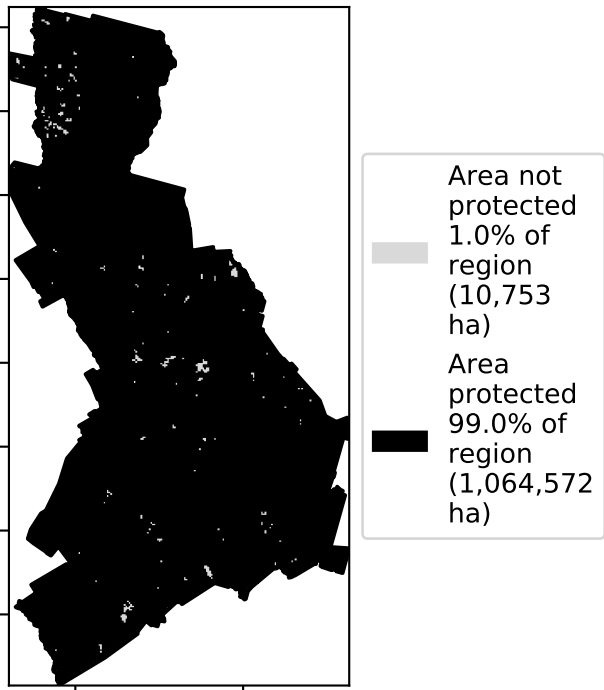 Area not
protected
1.0% of
region
(10,753
ha)
Area
protected
99.0% of
region
(1,064,572
ha)